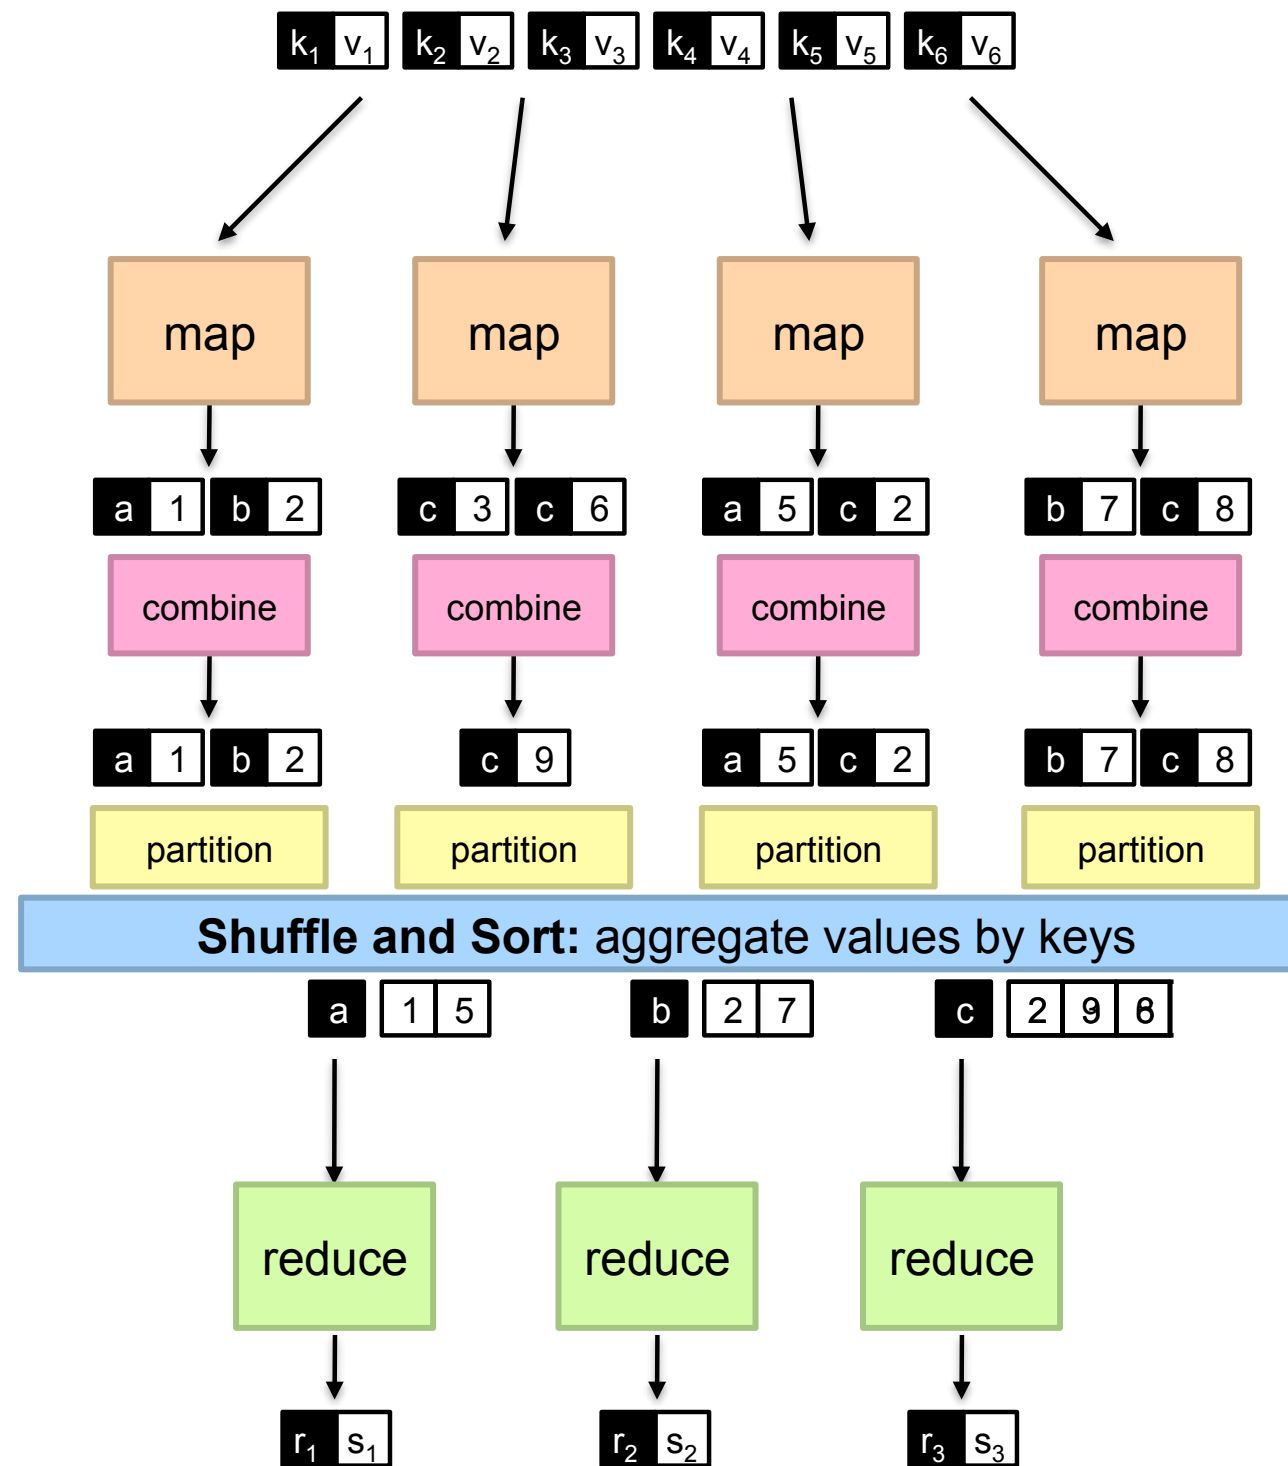 k1 v1 k2 v2 k3 v3 k4 v4 k5 v5 k6 v6
map map map map
a 1 b 2 c 3 c 6 a 5 c 2 b 7 c 8
combine combine combine combine
a 1 b 2 c 9 a 5 c 2 b 7 c 8
partition partition partition partition
Shuffle and Sort: aggregate values by keys
a 1 5 b 2 7 c 2 9 8
reduce reduce reduce
r1 s1 r2 s2 r3 s3